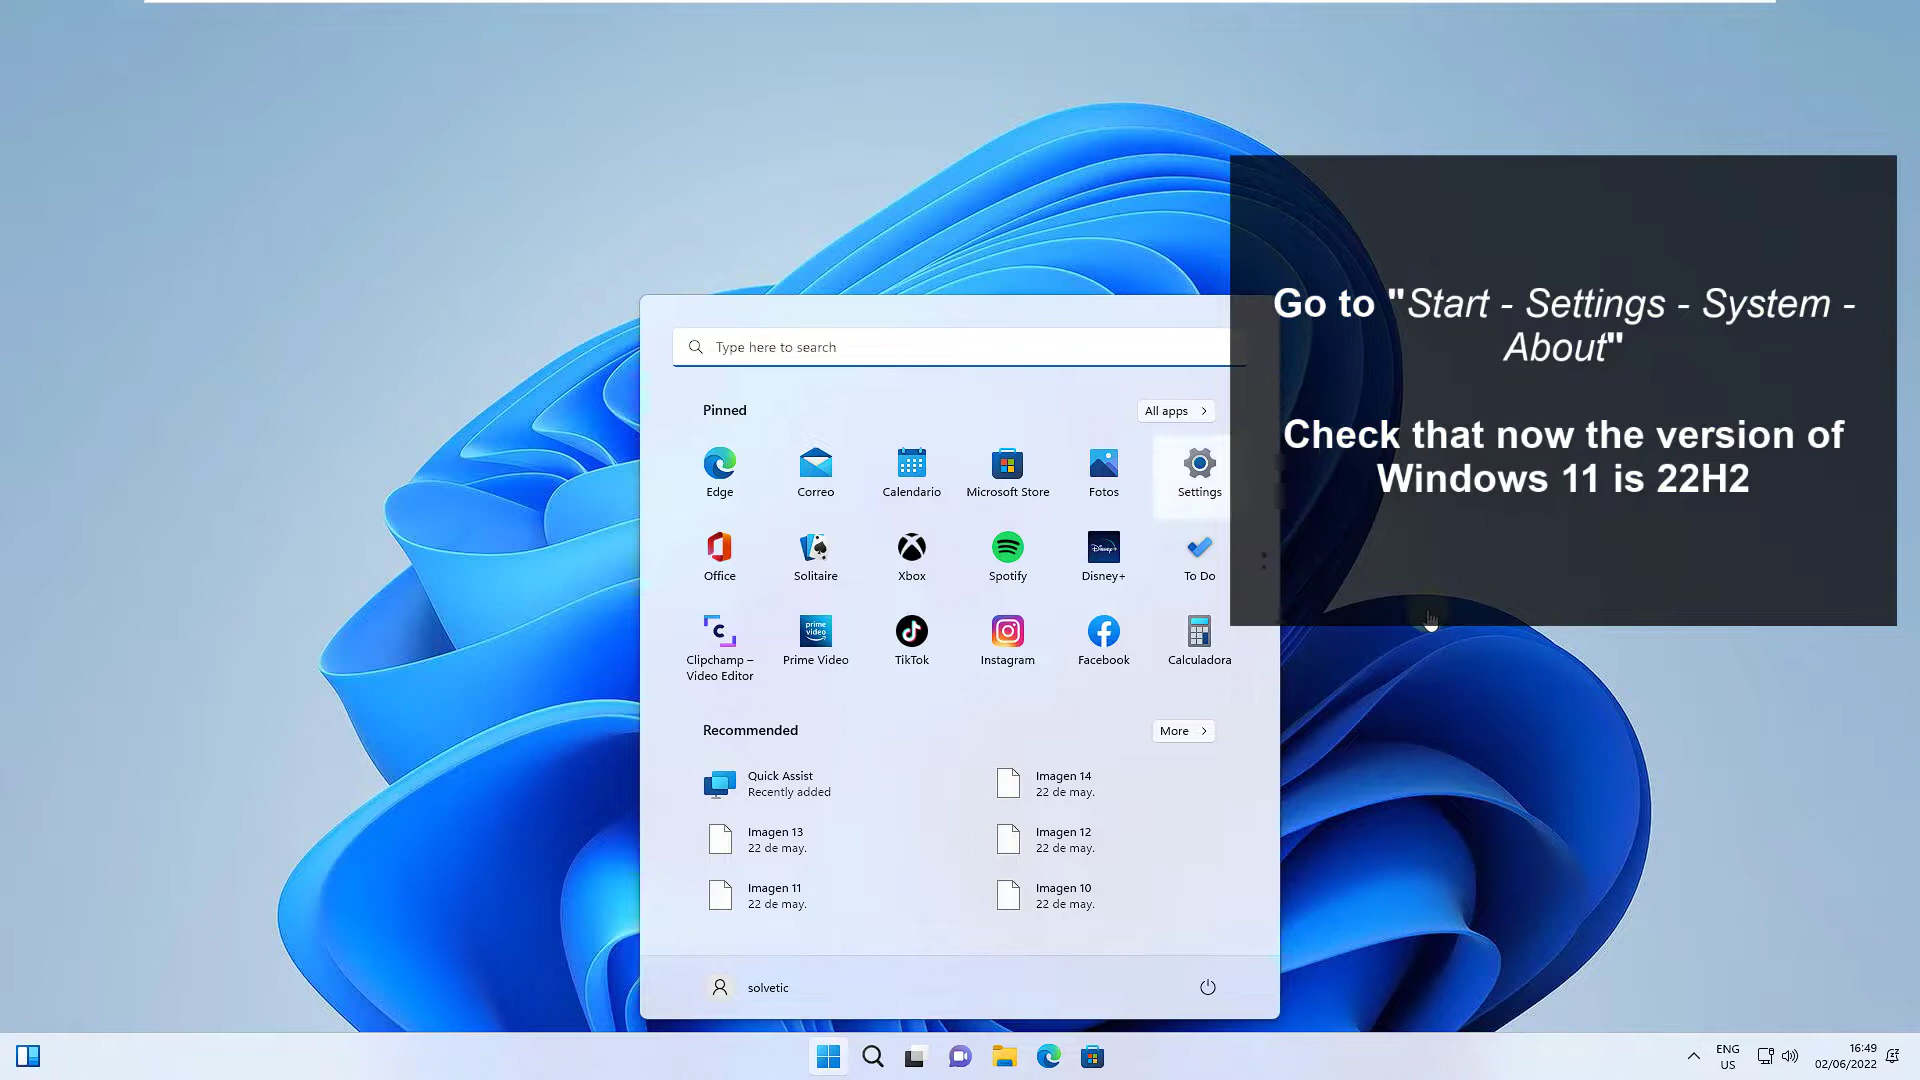 Go to "Start - Settings - System -
About"
Check that now the version of
Windows 11 is 22H2
Type here to search
Pinned
All apps
Edge
Correo
Calendario
Microsoft Store
Fotos
Settings
Office
Solitaire
Xbox
Spotify
Disney+
To Do
prime
video
Clipchamp –
Video Editor
Prime Video
TikTok
Instagram
Facebook
Calculadora
Recommended
More
Quick Assist
Recently added
Imagen 14
22 de may.
Imagen 13
22 de may.
Imagen 12
22 de may.
Imagen 11
22 de may.
Imagen 10
22 de may.
solvetic
ENG
US
16:49
02/06/2022